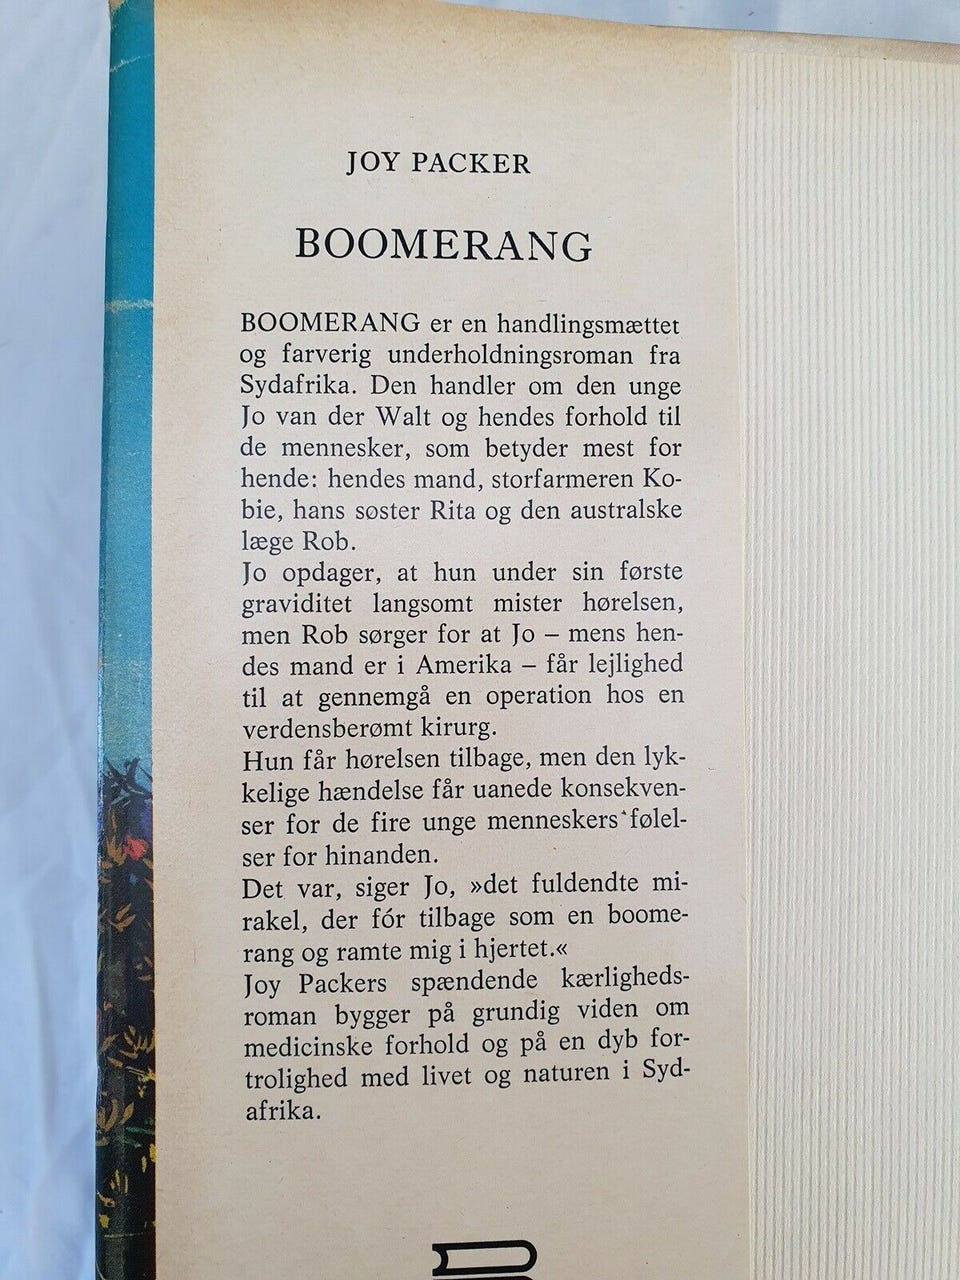 JOY PACKER
BOOMERANG
BOOMERANG er en handlingsmættet
og farverig underholdningsroman fra
Sydafrika. Den handler om den unge
Jo van der Walt og hendes forhold til
de mennesker, som betyder mest for
hende: hendes mand, storfarmeren Ko-
bie, hans søster Rita og den australske
læge Rob.
Jo opdager, at hun under sin første
graviditet langsomt mister hørelsen,
men Rob sørger for at Jo – mens hen-
des mand er i Amerika – får lejlighed
til at gennemgå en operation hos en
verdensberømt kirurg.
Hun får hørelsen tilbage, men den lyk-
kelige hændelse får uanede konsekven-
ser for de fire unge menneskers følel-
ser for hinanden.
Det var, siger Jo, »det fuldendte mi-
rakel, der fór tilbage som en boome-
rang og ramte mig i hjertet.«
Joy Packers spændende kærligheds-
roman bygger på grundig viden om
medicinske forhold og på en dyb for-
trolighed med livet og naturen i Syd-
afrika.